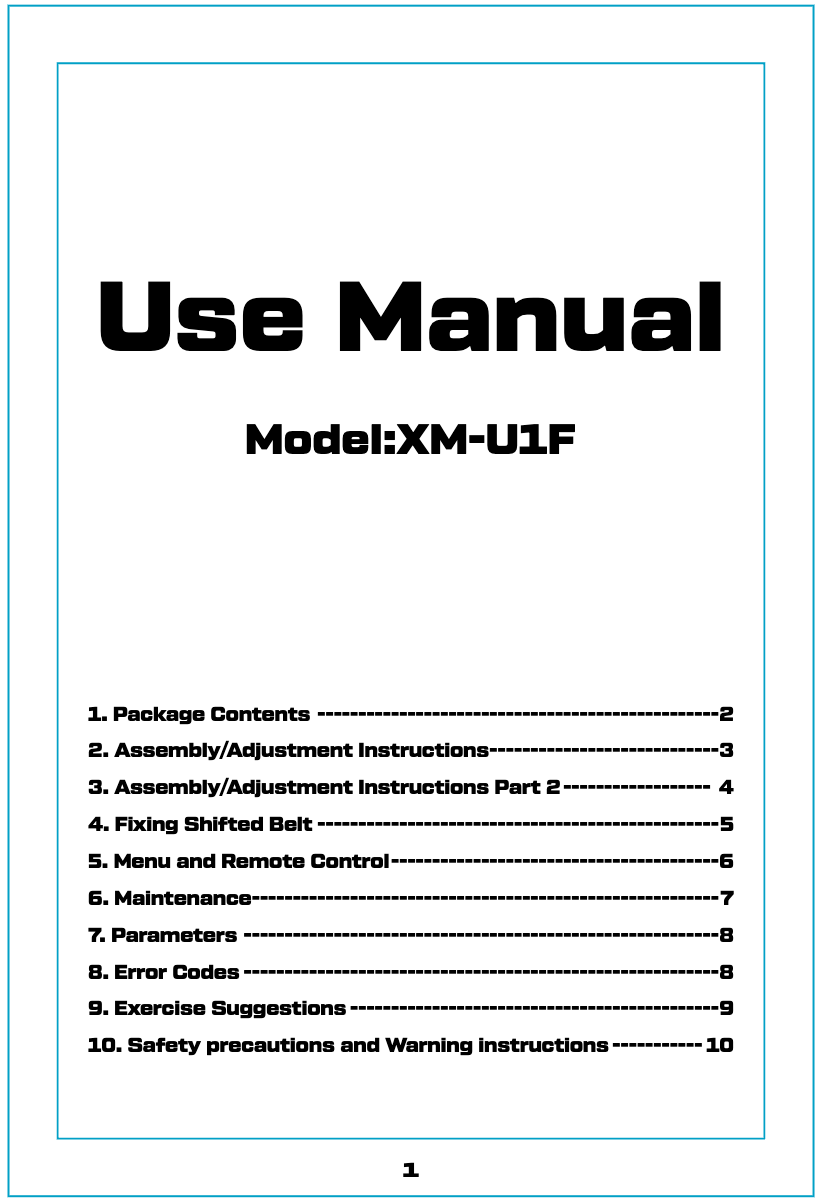 Use Manual
Model:XM-U1F
1. Package Contents -------------------------------------------------2
2. Assembly/Adjustment Instructions----------------------------3
3. Assembly/Adjustment Instructions Part 2------------------ 4
4. Fixing Shifted Belt -------------------------------------------------5
5. Menu and Remote Control----------------------------------------6
6. Maintenance---------------------------------------------------------7
7. Parameters ----------------------------------------------------------8
8. Error Codes ----------------------------------------------------------8
9. Exercise Suggestions ---------------------------------------------9
10. Safety precautions and Warning instructions ----------- 10
1